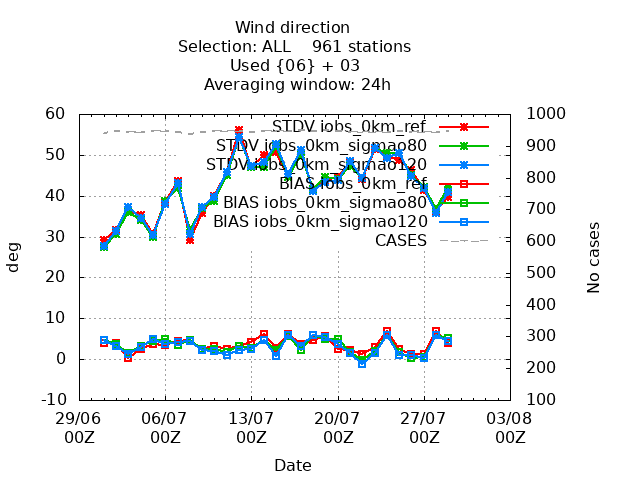 Wind direction
Selection: ALL    961 stations
Used {06} + 03
Averaging window: 24h
60
50
40
30
20
10
0
-10
deg
1000
900
800
700
600
500
400
300
200
100
No cases
STDV iobs_0km_ref
STDV iobs_0km_sigmao80
STDV iobs_0km_sigmao120
BIAS iobs_0km_ref
BIAS iobs_0km_sigmao80
BIAS iobs_0km_sigmao120
CASES
29/06 06/07 13/07 20/07 27/07 03/08
00Z 00Z 00Z 00Z 00Z 00Z
Date